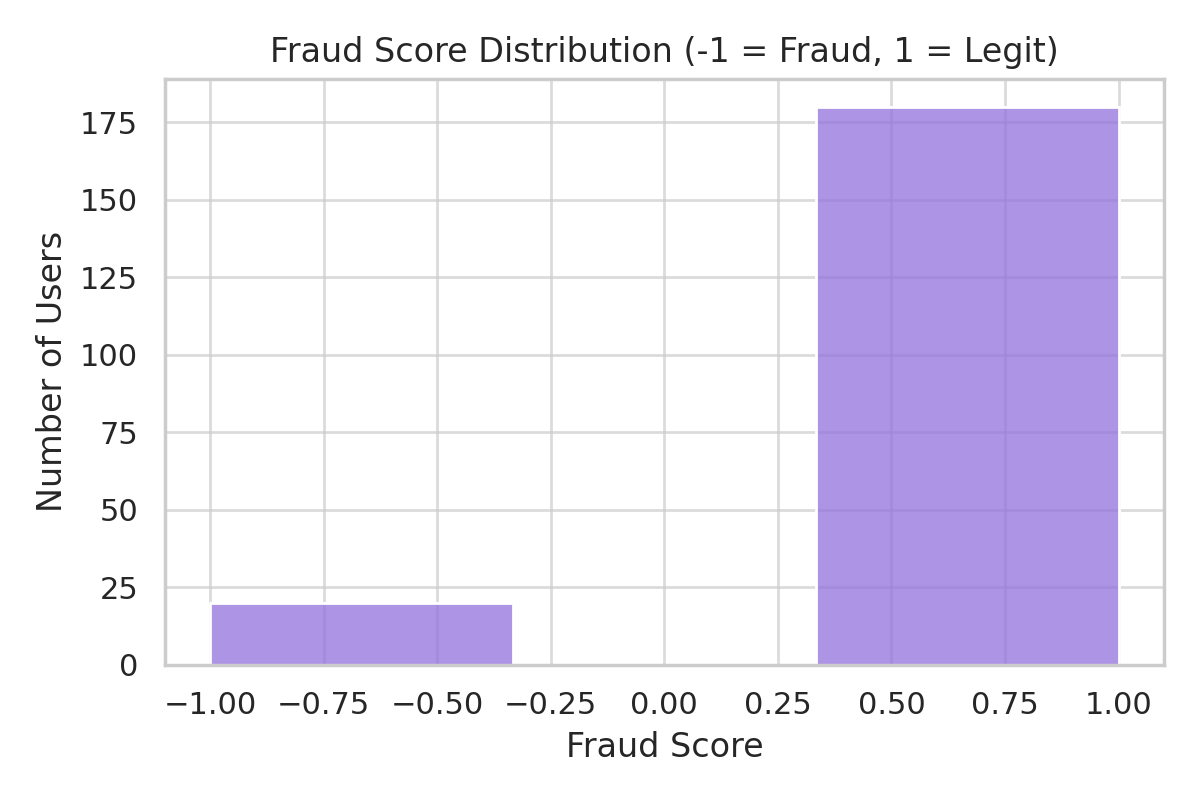 Fraud Score Distribution (-1 = Fraud, 1 = Legit)
Number of Users
175
150
125
100
75
50
25
0
−1.00 −0.75 −0.50 −0.25 0.00 0.25 0.50 0.75 1.00
Fraud Score